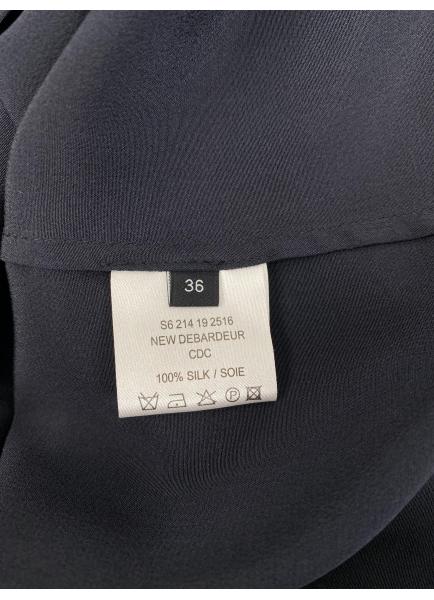 36
S6 214 19 2516
NEW DEBARDEUR
CDC
100% SILK / SOIE
P